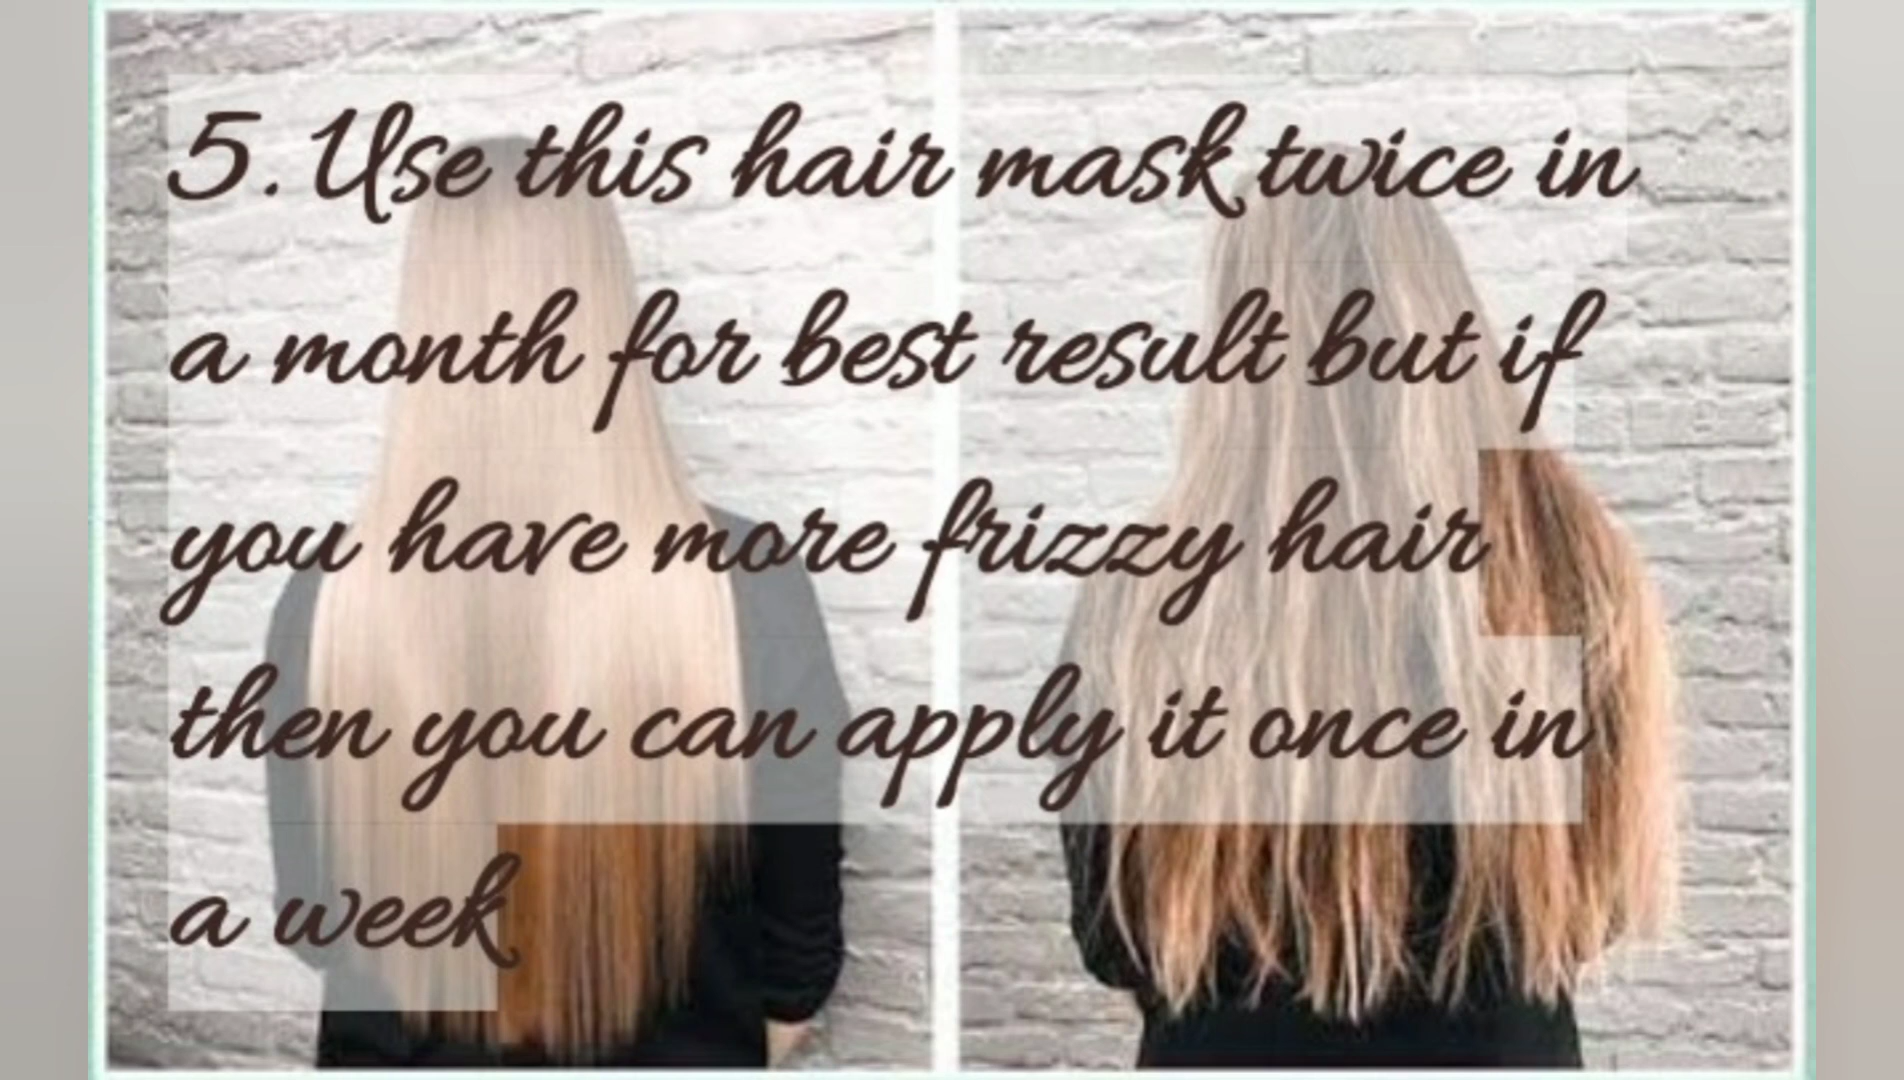 5. Use this hair mask twice in
a month for best result but if
you have more frizzy hair
then you can apply it once in
a week